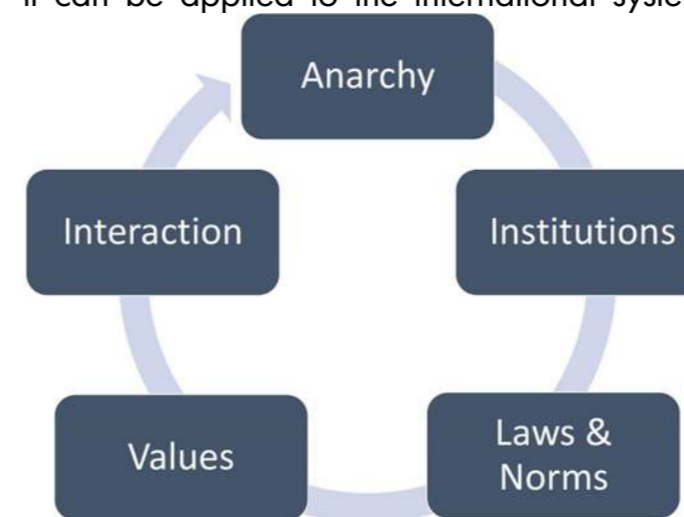 it can be applied to the international
Anarchy
Interaction
Institutions
Values
Laws &
Norms